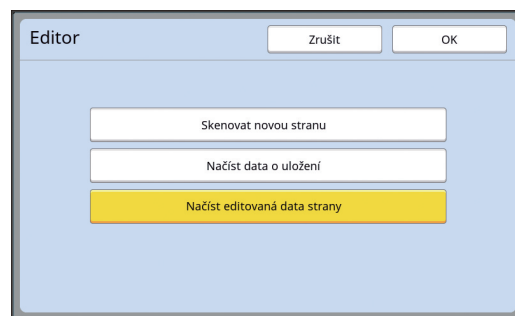 Editor
Zrušit
OK
Skenovat novou stranu
Načíst data o uložení
Načíst editovaná data strany